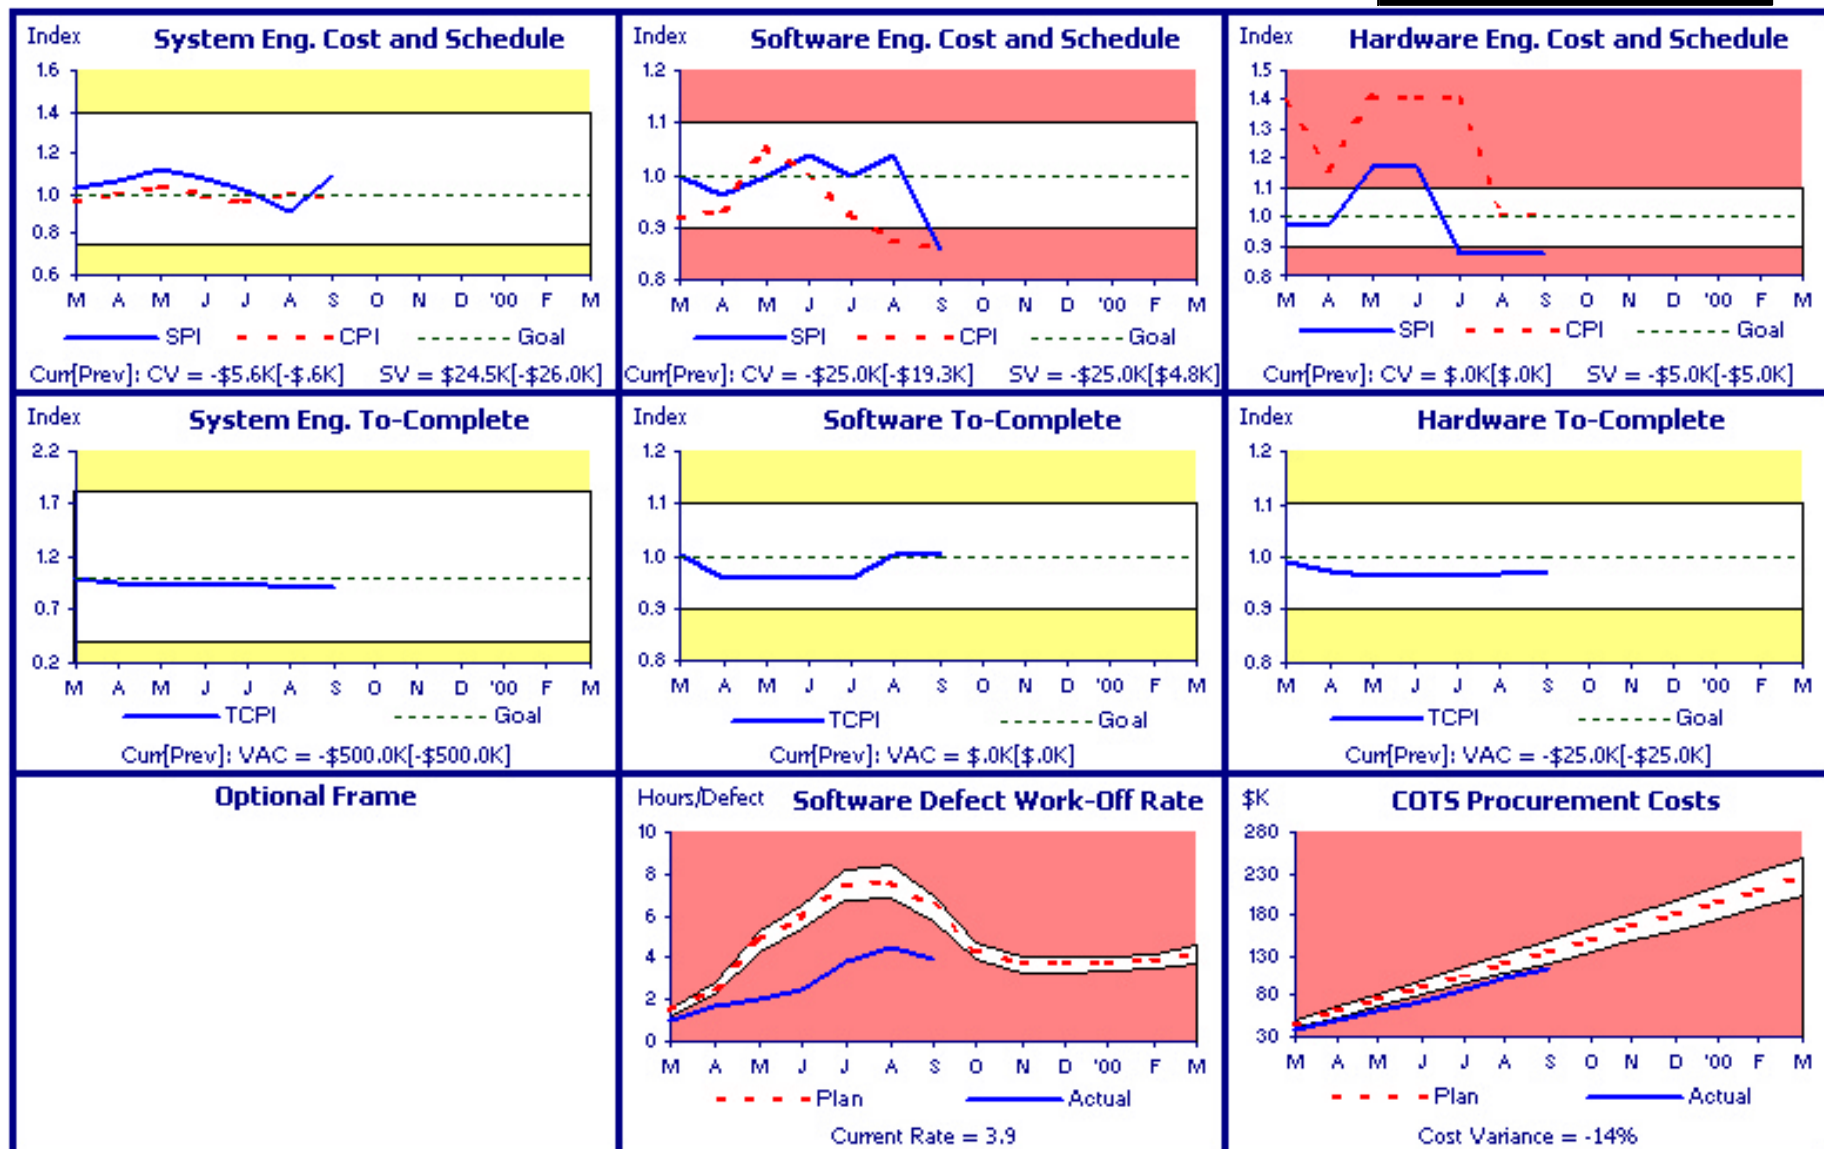 Index System Eng. Cost and Schedule
1.6
1.4
1.2
1.0
0.8
0.6
M A M J J A S O N D '00 F M
SPI CPI Goal
Curr[Prev]: CV = -$5.6K[-$.6K] SV = $24.5K[-$26.0K]
Index Software Eng. Cost and Schedule
1.2
1.1
1.0
0.9
0.8
M A M J J A S O N D '00 F M
SPI CPI Goal
Curr[Prev]: CV = -$25.0K[-$19.3K] SV = -$25.0K[$4.8K]
Index Hardware Eng. Cost and Schedule
1.5
1.4
1.3
1.2
1.1
1.0
0.9
0.8
M A M J J A S O N D '00 F M
SPI CPI Goal
Curr[Prev]: CV = $.0K[$.0K] SV = -$5.0K[-$5.0K]
Index System Eng. To-Complete
2.2
1.7
1.2
0.7
0.2
M A M J J A S O N D '00 F M
TCPI Goal
Curr[Prev]: VAC = -$500.0K[-$500.0K]
Index Software To-Complete
1.2
1.1
1.0
0.9
0.8
M A M J J A S O N D '00 F M
TCPI Goal
Curr[Prev]: VAC = $.0K[$.0K]
Index Hardware To-Complete
1.2
1.1
1.0
0.9
0.8
M A M J J A S O N D '00 F M
TCPI Goal
Curr[Prev]: VAC = -$25.0K[-$25.0K]
Optional Frame
Hours/Defect Software Defect Work-Off Rate
10
8
6
4
2
0
M A M J J A S O N D '00 F M
Plan Actual
Current Rate = 3.9
$K COTS Procurement Costs
280
230
180
130
80
30
M A M J J A S O N D '00 F M
Plan Actual
Cost Variance = -14%